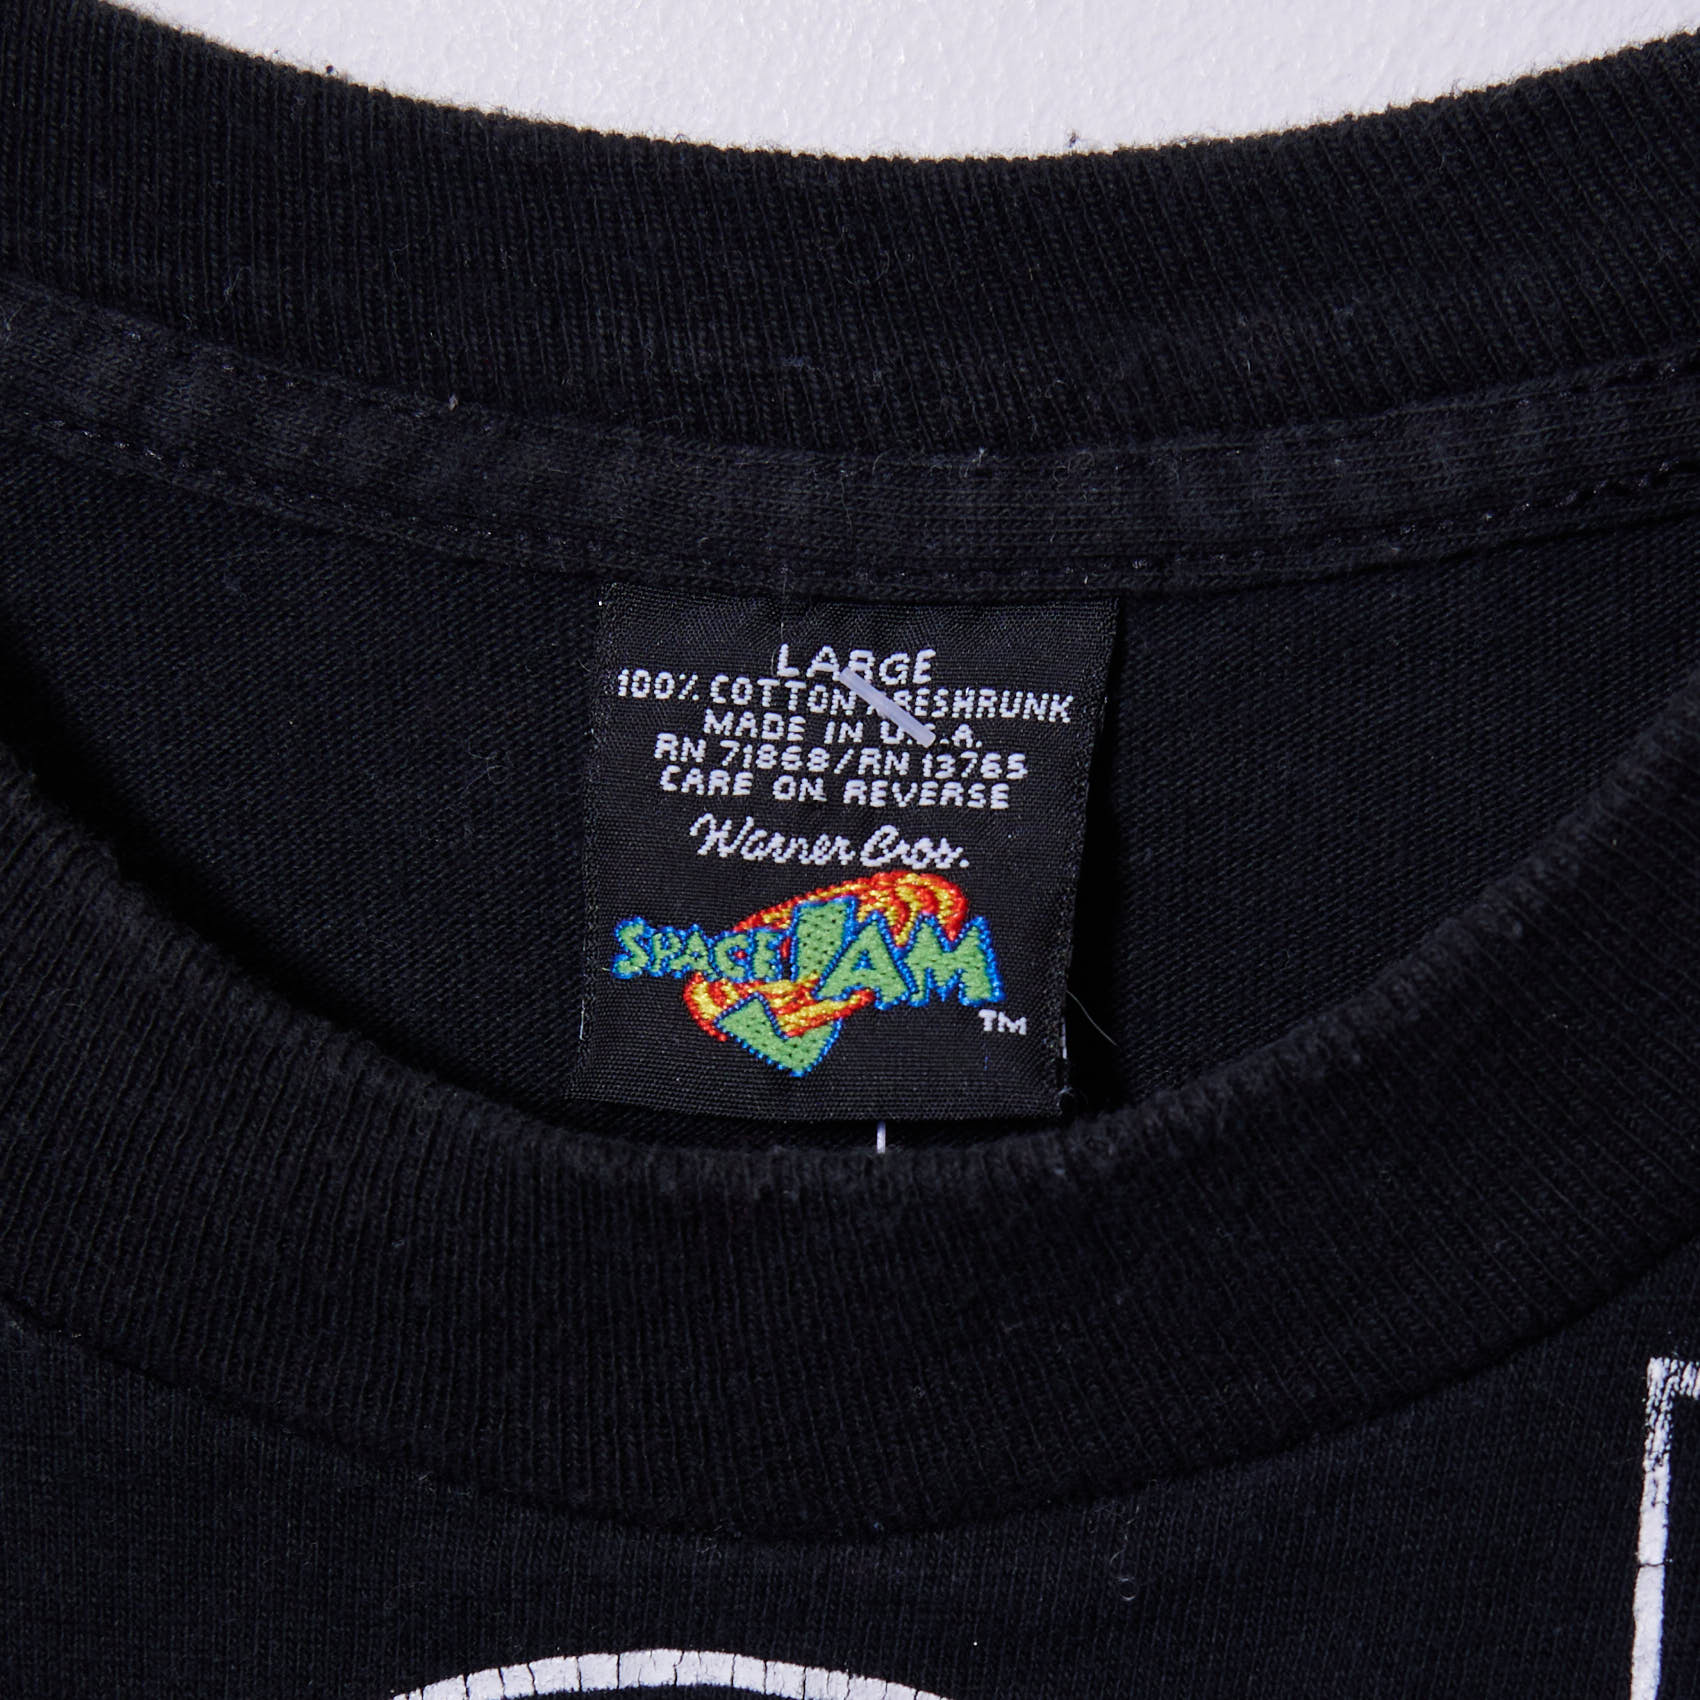 LARGE
100% COTTON PRESHRUNK
MADE IN U.S.A.
RN 71868/RN 13765
CARE ON REVERSE
Warner Bros.
SPACE JAM
TM